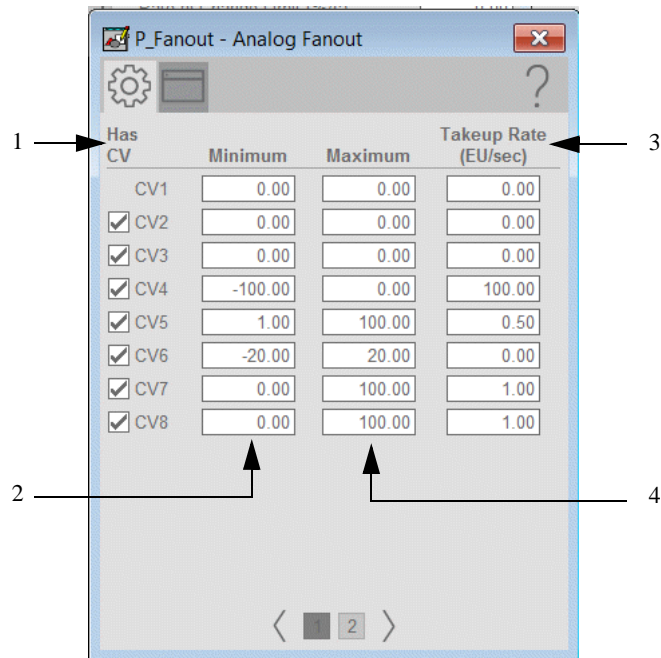 P_Fanout - Analog Fanout
?
Has CV Minimum Maximum Takeup Rate (EU/sec)
CV1 0.00 0.00 0.00
CV2 0.00 0.00 0.00
CV3 0.00 0.00 0.00
CV4 -100.00 0.00 100.00
CV5 1.00 100.00 0.50
CV6 -20.00 20.00 0.00
CV7 0.00 100.00 1.00
CV8 0.00 100.00 1.00
1
3
2
4
1 2